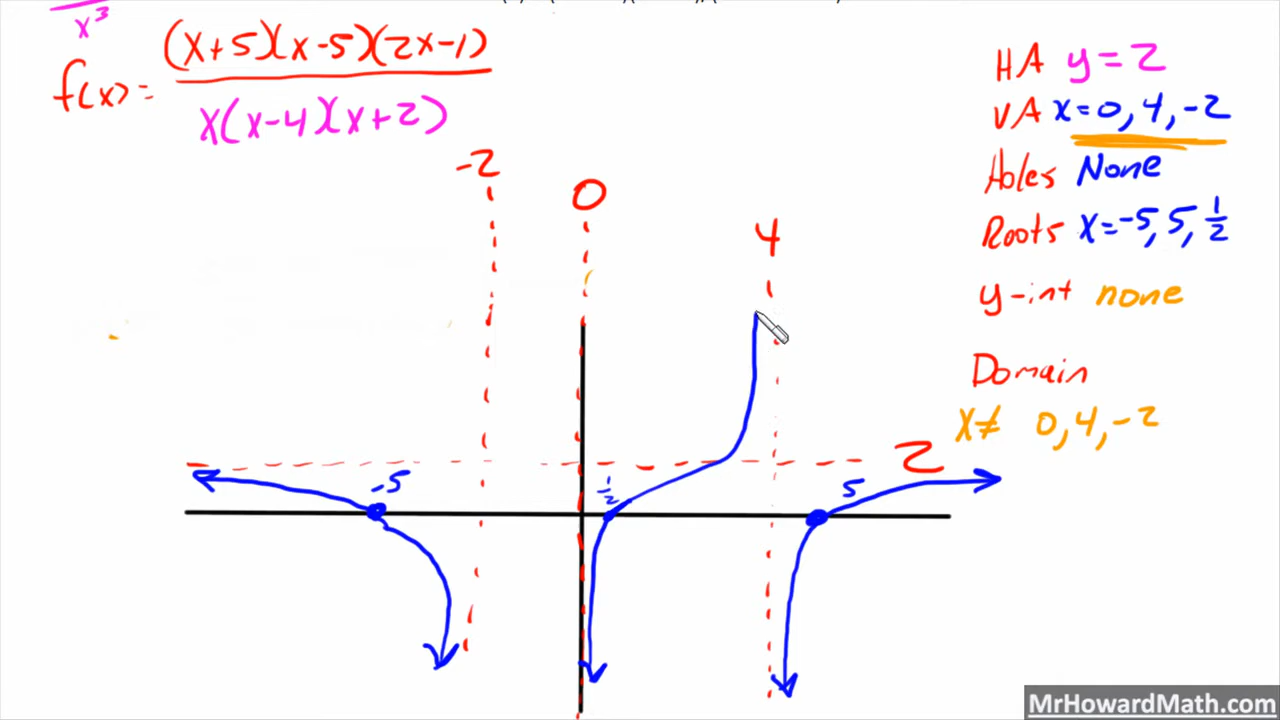 x³
f(x) = (x+5)(x-5)(2x-1)
x(x-4)(x+2)
HA y = 2
VA x = 0, 4, -2
Holes None
Roots x = -5, 5, 1/2
y-int none
Domain
x ≠ 0, 4, -2
-2
0
4
2
-5
1/2
5
MrHowardMath.com